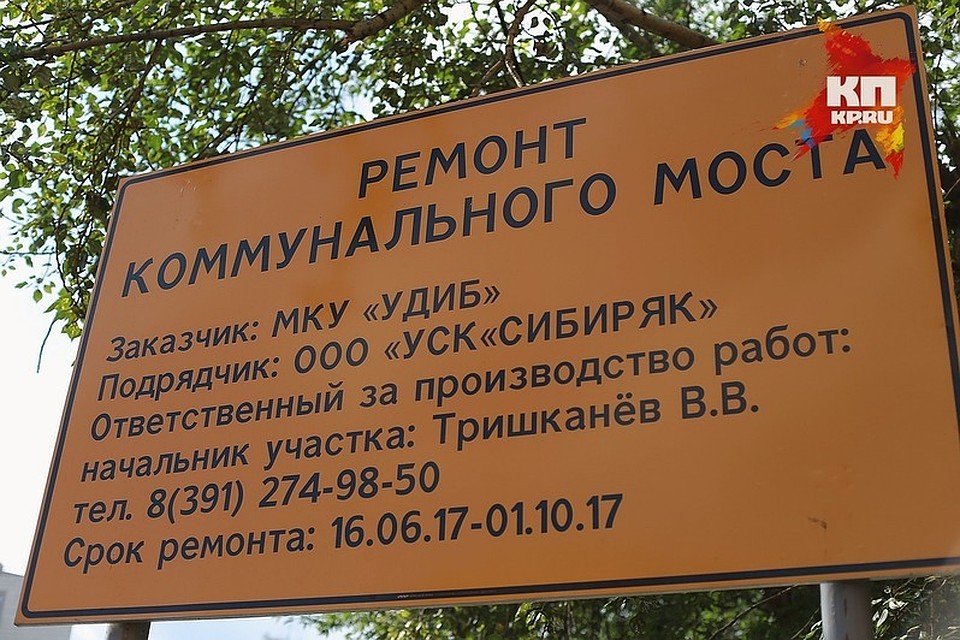 КП
KP.RU
РЕМОНТ
КОММУНАЛЬНОГО МОСТА
Заказчик: МКУ «УДИБ»
Подрядчик: ООО «УСК«СИБИРЯК»
Ответственный за производство работ:
начальник участка: Тришканёв В.В.
тел. 8(391) 274-98-50
Срок ремонта: 16.06.17-01.10.17